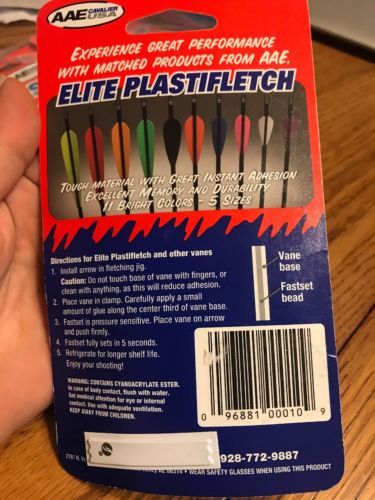 AAE CAVALIER
USA
EXPERIENCE GREAT PERFORMANCE
WITH MATCHED PRODUCTS FROM AAE.
ELITE PLASTIFLETCH
TOUGH MATERIAL WITH GREAT INSTANT ADHESION
EXCELLENT MEMORY AND DURABILITY
11 BRIGHT COLORS - 5 SIZES
Directions for Elite Plastifletch and other vanes
1. Install arrow in fletching jig.
Caution: Do not touch base of vane with fingers, or
clean with anything, as this will reduce adhesion.
2. Place vane in clamp. Carefully apply a small
amount of glue along the center third of vane base.
3. Fastset is pressure sensitive. Place vane on arrow
and push firmly.
4. Fastset fully sets in 5 seconds.
5. Refrigerate for longer shelf life.
Enjoy your shooting!
Vane
base
Fastset
bead
WARNING: CONTAINS CYANOACRYLATE ESTER.
In case of body contact, flush with water.
Get medical attention for eye or internal
contact. Use with adequate ventilation.
KEEP AWAY FROM CHILDREN.
0 96881 00010 9
2781 N. V
928-772-9887
86314 • WEAR SAFETY GLASSES WHEN USING THIS PRODUCT